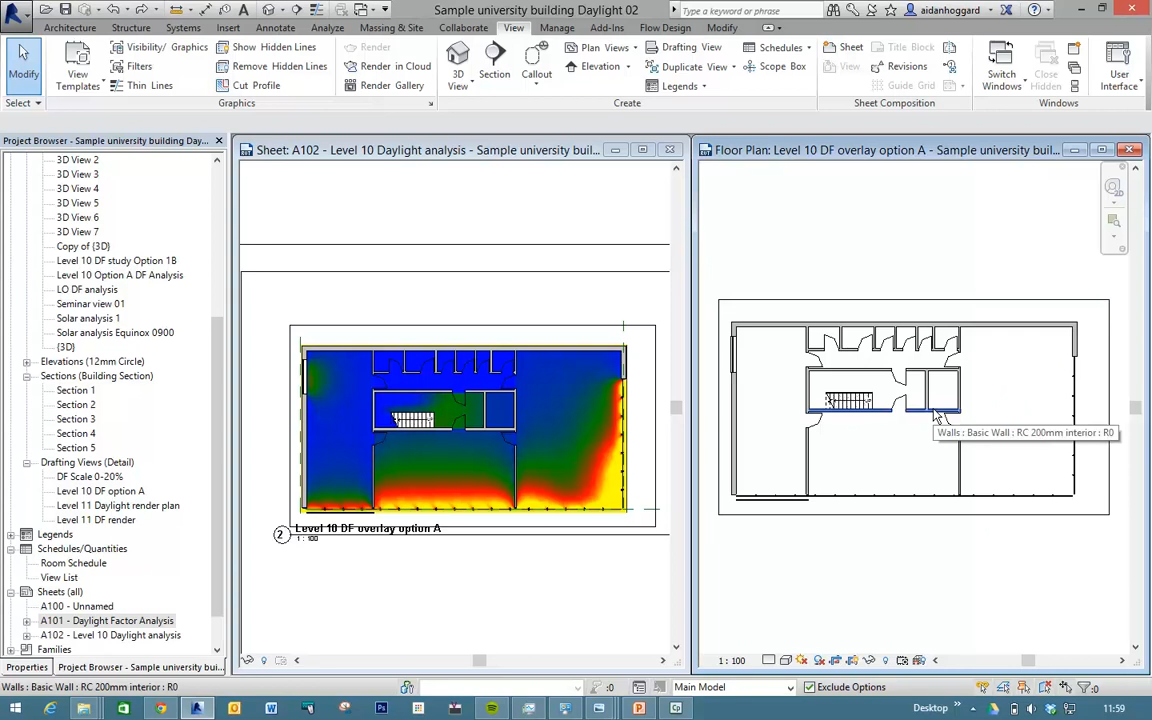 Sample university building Daylight 02
Type a keyword or phrase
aidanhoggard
Architecture
Structure
Systems
Insert
Annotate
Analyze
Massing & Site
Collaborate
View
Manage
Add-Ins
Flow Design
Modify
Modify
View Templates
Visibility/ Graphics
Filters
Thin Lines
Show Hidden Lines
Remove Hidden Lines
Cut Profile
Render
Render in Cloud
Render Gallery
3D View
Section
Callout
Plan Views
Elevation
Drafting View
Duplicate View
Legends
Schedules
Scope Box
Sheet
View
Title Block
Revisions
Guide Grid
Switch Windows
Close Hidden
User Interface
Select
Graphics
Create
Sheet Composition
Windows
Project Browser - Sample university building Day...
3D View 2
3D View 3
3D View 4
3D View 5
3D View 6
3D View 7
Copy of {3D}
Level 10 DF study Option 1B
Level 10 Option A DF Analysis
LO DF analysis
Seminar view 01
Solar analysis 1
Solar analysis Equinox 0900
{3D}
Elevations (12mm Circle)
Sections (Building Section)
Section 1
Section 2
Section 3
Section 4
Section 5
Drafting Views (Detail)
DF Scale 0-20%
Level 10 DF option A
Level 11 Daylight render plan
Level 11 DF render
Legends
Schedules/Quantities
Room Schedule
View List
Sheets (all)
A100 - Unnamed
A101 - Daylight Factor Analysis
A102 - Level 10 Daylight analysis
Families
Properties
Project Browser - Sample university bui...
Sheet: A102 - Level 10 Daylight analysis - Sample university buil...
2
Level 10 DF overlay option A
1 : 100
Floor Plan: Level 10 DF overlay option A - Sample university bu...
2D
Walls : Basic Wall : RC 200mm interior : R0
1 : 100
Walls : Basic Wall : RC 200mm interior : R0
:0
Main Model
Exclude Options
:0
Desktop
11:59